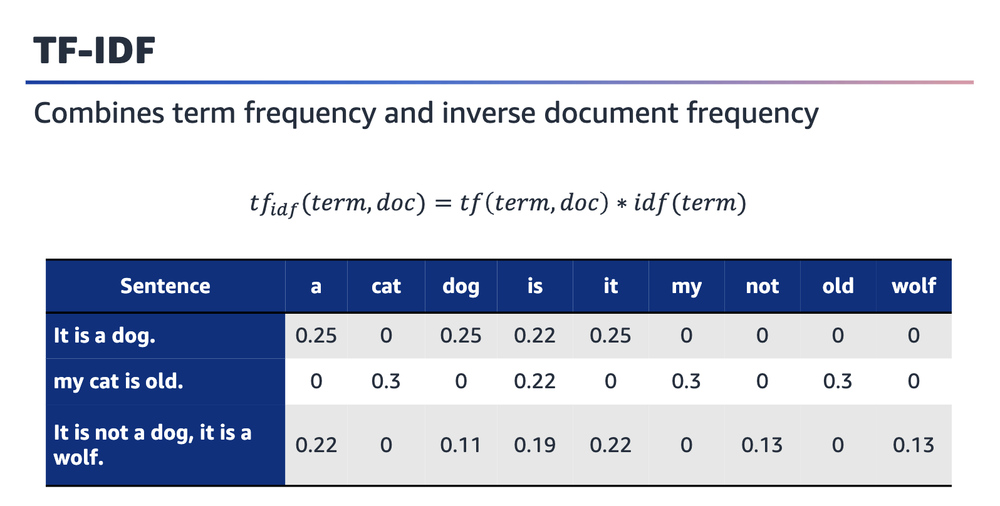 TF-IDF
Combines term frequency and inverse document frequency
tf_idf(term, doc) = tf(term, doc) * idf(term)
Sentence a cat dog is it my not old wolf
It is a dog. 0.25 0 0.25 0.22 0.25 0 0 0 0
my cat is old. 0 0.3 0 0.22 0 0.3 0 0.3 0
It is not a dog, it is a
wolf. 0.22 0 0.11 0.19 0.22 0 0.13 0 0.13